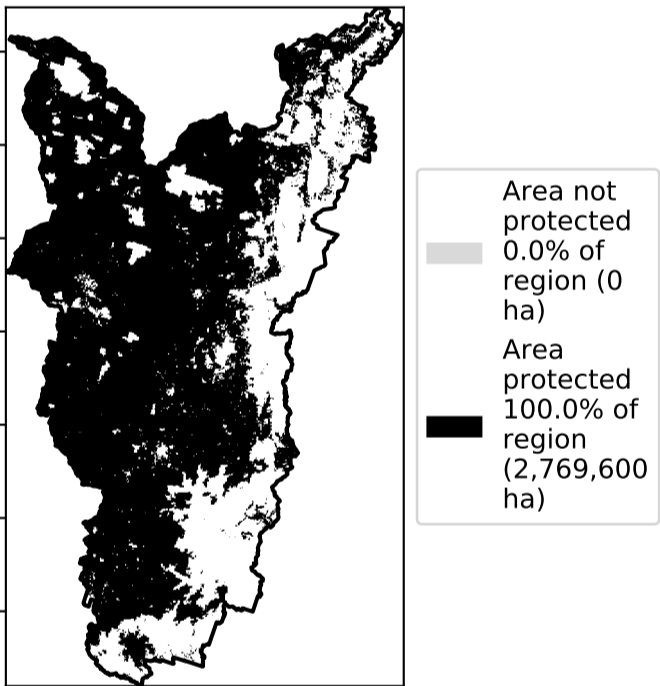 Area not
protected
0.0% of
region (0
ha)
Area
protected
100.0% of
region
(2,769,600
ha)